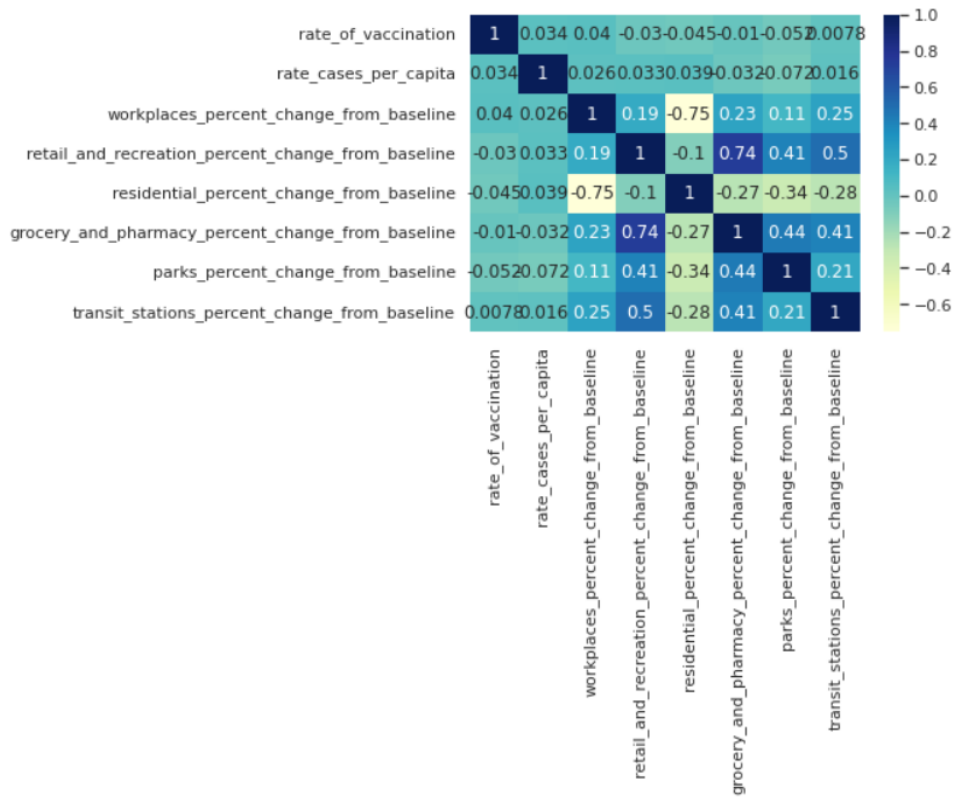 rate_of_vaccination 1 0.034 0.04 -0.03 -0.045 -0.01 -0.052 0.0078
rate_cases_per_capita 0.034 1 0.026 0.033 0.039 -0.032 -0.072 0.016
workplaces_percent_change_from_baseline 0.04 0.026 1 0.19 -0.75 0.23 0.11 0.25
retail_and_recreation_percent_change_from_baseline -0.03 0.033 0.19 1 -0.1 0.74 0.41 0.5
residential_percent_change_from_baseline -0.045 0.039 -0.75 -0.1 1 -0.27 -0.34 -0.28
grocery_and_pharmacy_percent_change_from_baseline -0.01 -0.032 0.23 0.74 -0.27 1 0.44 0.41
parks_percent_change_from_baseline -0.052 -0.072 0.11 0.41 -0.34 0.44 1 0.21
transit_stations_percent_change_from_baseline 0.0078 0.016 0.25 0.5 -0.28 0.41 0.21 1
rate_of_vaccination
rate_cases_per_capita
workplaces_percent_change_from_baseline
retail_and_recreation_percent_change_from_baseline
residential_percent_change_from_baseline
grocery_and_pharmacy_percent_change_from_baseline
parks_percent_change_from_baseline
transit_stations_percent_change_from_baseline
1.0
0.8
0.6
0.4
0.2
0.0
−0.2
−0.4
−0.6